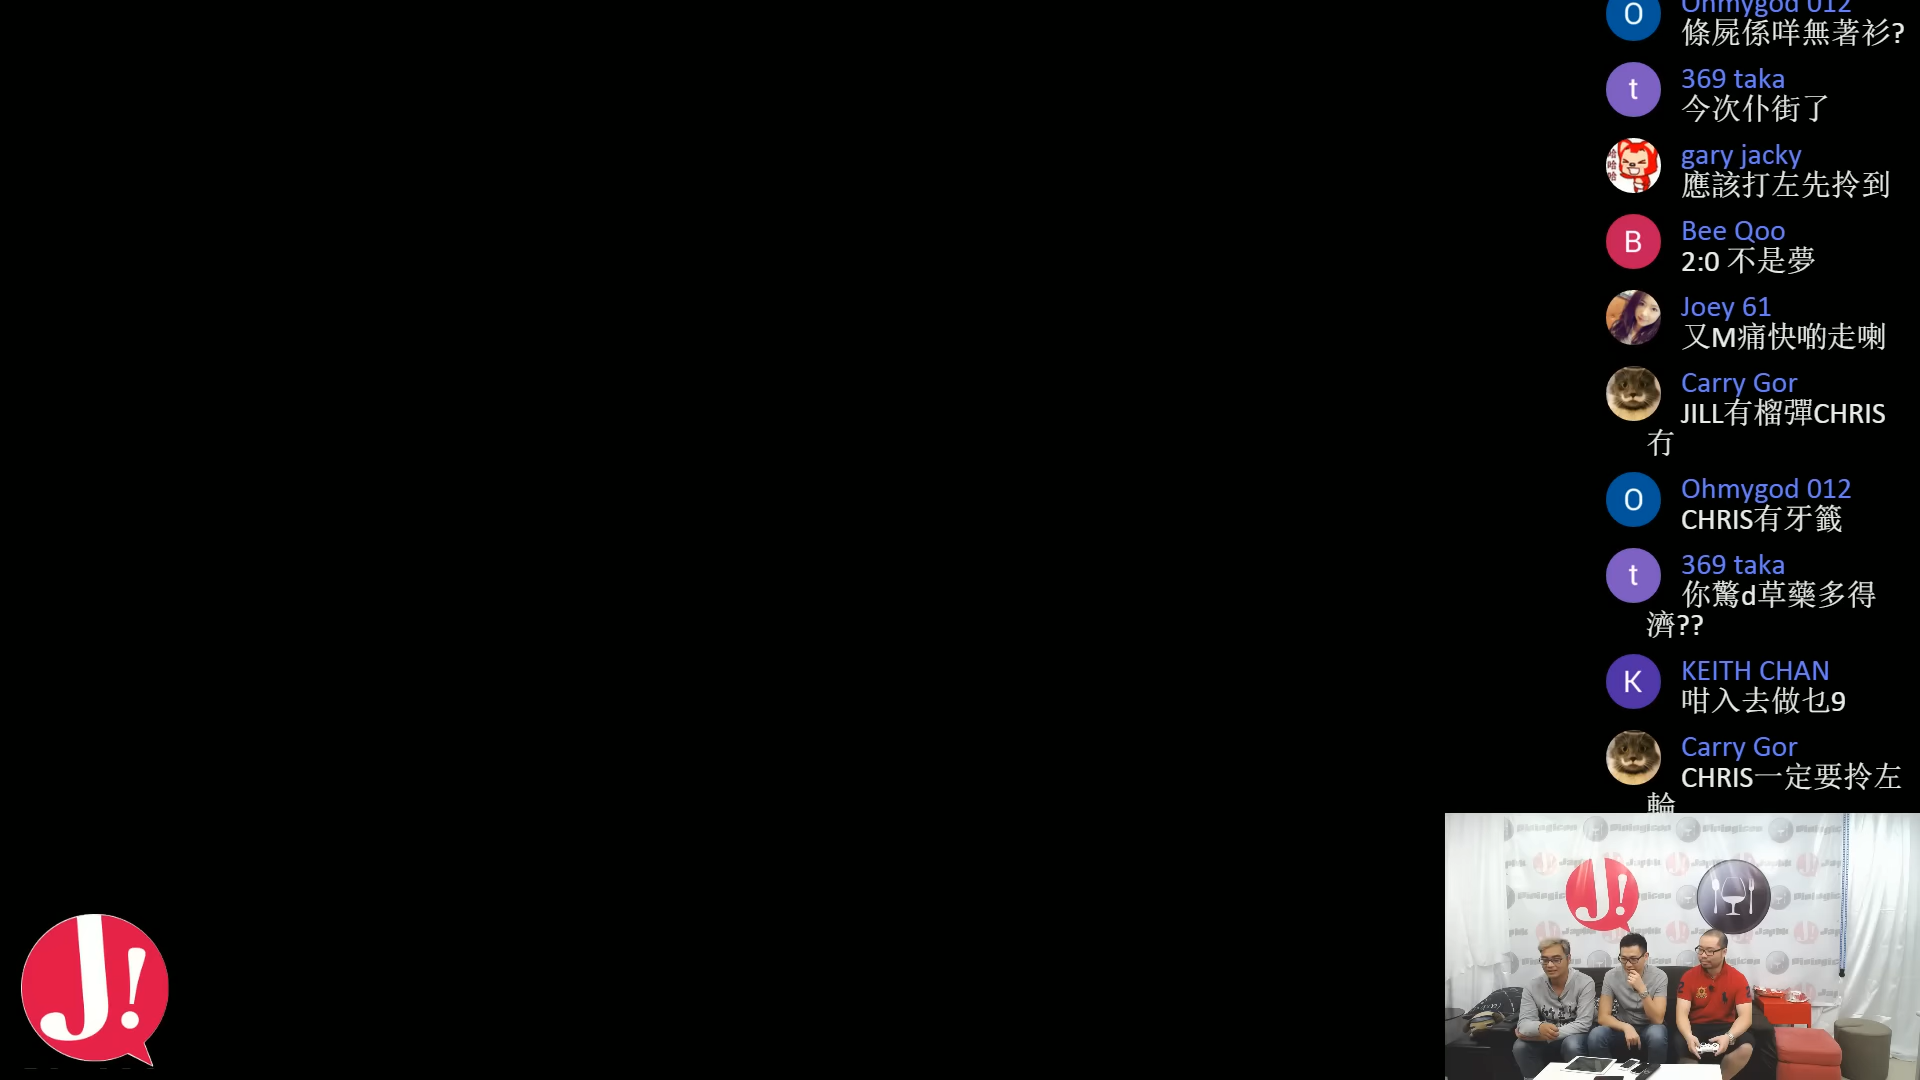 Ohmygod 012
條屍係咩無著衫?
t
369 taka
今次仆街了
gary jacky
應該打左先拎到
B
Bee Qoo
2:0 不是夢
Joey 61
又M痛快啲走喇
Carry Gor
JILL有榴彈CHRIS
冇
O
Ohmygod 012
CHRIS有牙籤
t
369 taka
你驚d草藥多得
濟??
K
KEITH CHAN
咁入去做乜9
Carry Gor
CHRIS一定要拎左
輪
J!
J!